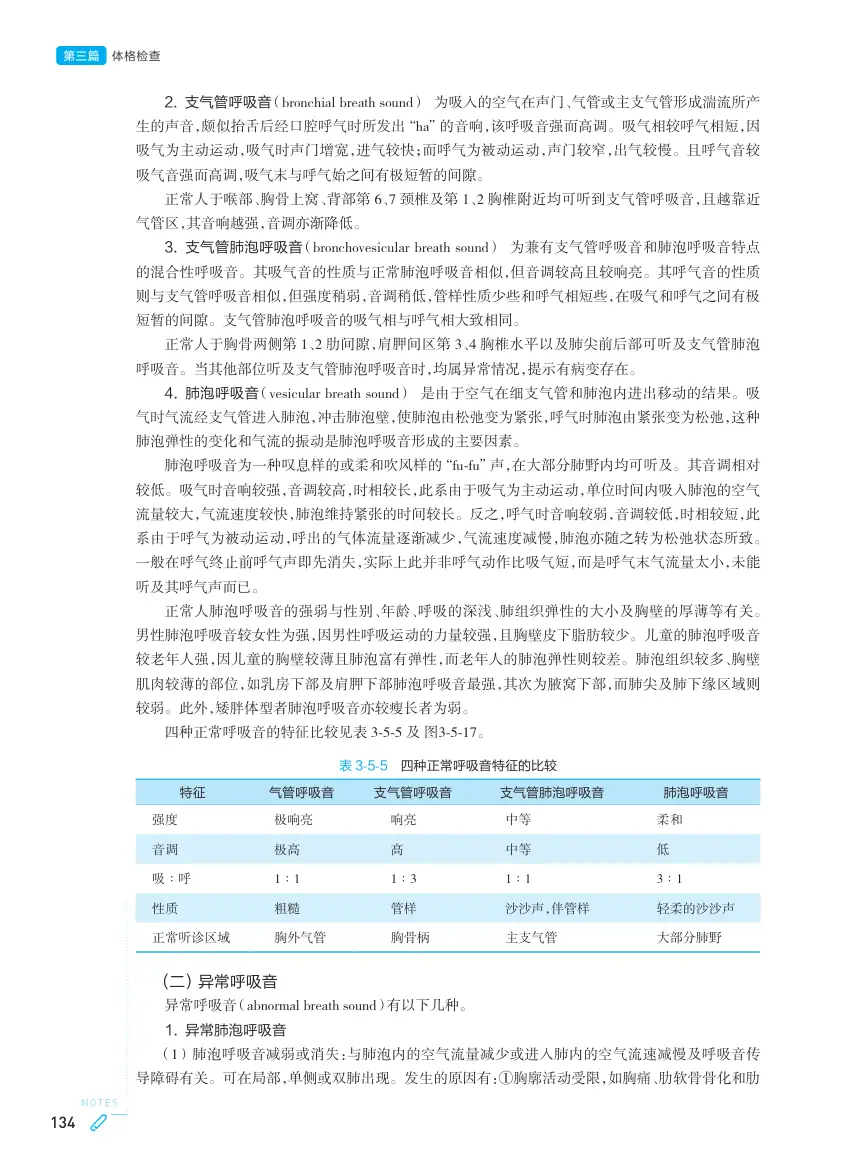 第三篇 体格检查
2. 支气管呼吸音(bronchial breath sound) 为吸入的空气在声门、气管或主支气管形成湍流所产
生的声音,颇似抬舌后经口腔呼气时所发出“ha”的音响,该呼吸音强而高调。吸气相较呼气相短,因
吸气为主动运动,吸气时声门增宽,进气较快;而呼气为被动运动,声门较窄,出气较慢。且呼气音较
吸气音强而高调,吸气末与呼气始之间有极短暂的间隙。
正常人于喉部、胸骨上窝、背部第 6、7 颈椎及第 1、2 胸椎附近均可听到支气管呼吸音,且越靠近
气管区,其音响越强,音调亦渐降低。
3. 支气管肺泡呼吸音(bronchovesicular breath sound) 为兼有支气管呼吸音和肺泡呼吸音特点
的混合性呼吸音。其吸气音的性质与正常肺泡呼吸音相似,但音调较高且较响亮。其呼气音的性质
则与支气管呼吸音相似,但强度稍弱,音调稍低,管样性质少些和呼气相短些,在吸气和呼气之间有极
短暂的间隙。支气管肺泡呼吸音的吸气相与呼气相大致相同。
正常人于胸骨两侧第 1、2 肋间隙,肩胛间区第 3、4 胸椎水平以及肺尖前后部可听及支气管肺泡
呼吸音。当其他部位听及支气管肺泡呼吸音时,均属异常情况,提示有病变存在。
4. 肺泡呼吸音(vesicular breath sound) 是由于空气在细支气管和肺泡内进出移动的结果。吸
气时气流经支气管进入肺泡,冲击肺泡壁,使肺泡由松弛变为紧张,呼气时肺泡由紧张变为松弛,这种
肺泡弹性的变化和气流的振动是肺泡呼吸音形成的主要因素。
肺泡呼吸音为一种叹息样的或柔和吹风样的“fu-fu”声,在大部分肺野内均可听及。其音调相对
较低。吸气时音响较强,音调较高,时相较长,此系由于吸气为主动运动,单位时间内吸入肺泡的空气
流量较大,气流速度较快,肺泡维持紧张的时间较长。反之,呼气时音响较弱,音调较低,时相较短,此
系由于呼气为被动运动,呼出的气体流量逐渐减少,气流速度减慢,肺泡亦随之转为松弛状态所致。
一般在呼气终止前呼气声即先消失,实际上此并非呼气动作比吸气短,而是呼气末气流量太小,未能
听及其呼气声而已。
正常人肺泡呼吸音的强弱与性别、年龄、呼吸的深浅、肺组织弹性的大小及胸壁的厚薄等有关。
男性肺泡呼吸音较女性为强,因男性呼吸运动的力量较强,且胸壁皮下脂肪较少。儿童的肺泡呼吸音
较老年人强,因儿童的胸壁较薄且肺泡富有弹性,而老年人的肺泡弹性则较差。肺泡组织较多、胸壁
肌肉较薄的部位,如乳房下部及肩胛下部肺泡呼吸音最强,其次为腋窝下部,而肺尖及肺下缘区域则
较弱。此外,矮胖体型者肺泡呼吸音亦较瘦长者为弱。
四种正常呼吸音的特征比较见表 3-5-5 及 图3-5-17。
表 3-5-5 四种正常呼吸音特征的比较
特征 气管呼吸音 支气管呼吸音 支气管肺泡呼吸音 肺泡呼吸音
强度 极响亮 响亮 中等 柔和
音调 极高 高 中等 低
吸∶呼 1∶1 1∶3 1∶1 3∶1
性质 粗糙 管样 沙沙声,伴管样 轻柔的沙沙声
正常听诊区域 胸外气管 胸骨柄 主支气管 大部分肺野
(二)异常呼吸音
异常呼吸音(abnormal breath sound)有以下几种。
1. 异常肺泡呼吸音
(1)肺泡呼吸音减弱或消失:与肺泡内的空气流量减少或进入肺内的空气流速减慢及呼吸音传
导障碍有关。可在局部,单侧或双肺出现。发生的原因有:①胸廓活动受限,如胸痛、肋软骨骨化和肋
NOTES
134